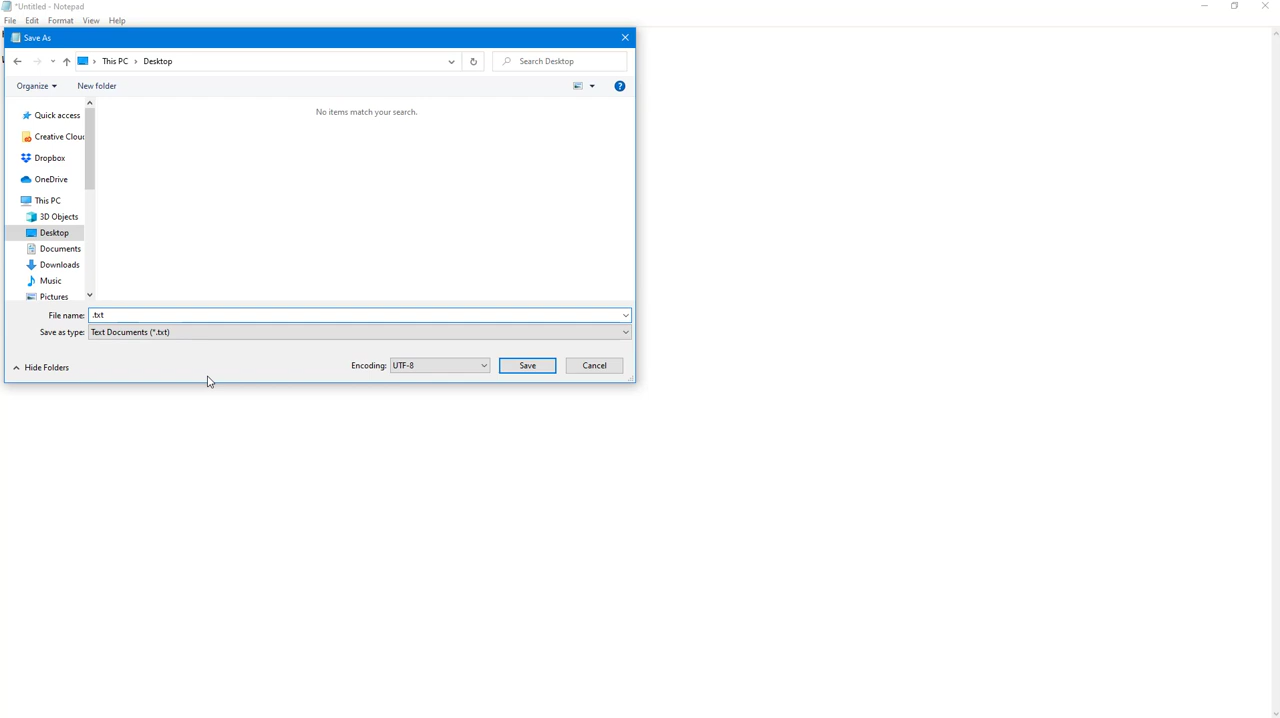 *Untitled - Notepad
File Edit Format View Help
Save As
This PC Desktop
Search Desktop
Organize New folder
No items match your search.
Quick access
Creative Clou
Dropbox
OneDrive
This PC
3D Objects
Desktop
Documents
Downloads
Music
Pictures
File name: .txt
Save as type: Text Documents (*.txt)
Hide Folders Encoding: UTF-8 Save Cancel